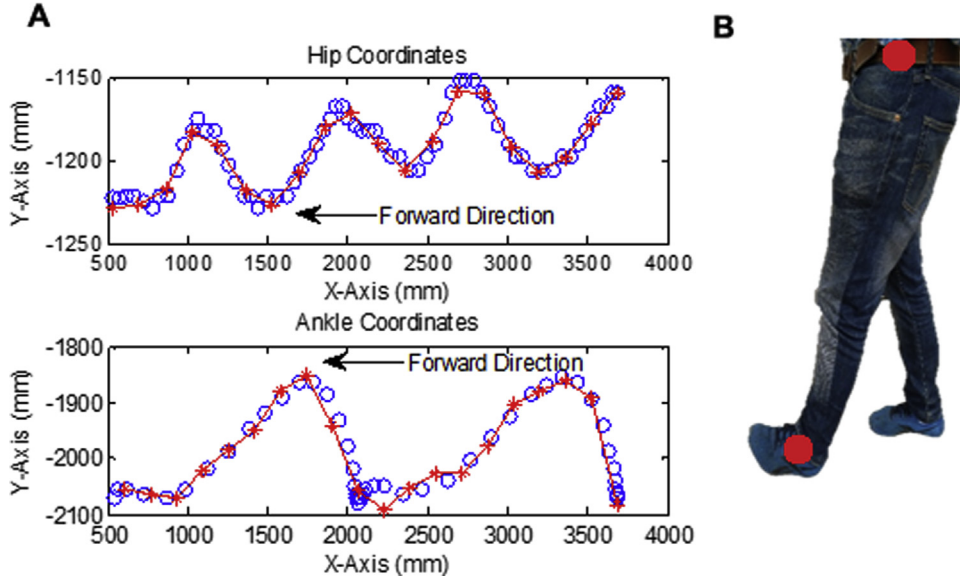 A
B
Hip Coordinates
Y-Axis (mm)
-1150
-1200
-1250
Forward Direction
500 1000 1500 2000 2500 3000 3500 4000
X-Axis (mm)
Ankle Coordinates
Y-Axis (mm)
-1800
Forward Direction
-1900
-2000
-2100
500 1000 1500 2000 2500 3000 3500 4000
X-Axis (mm)